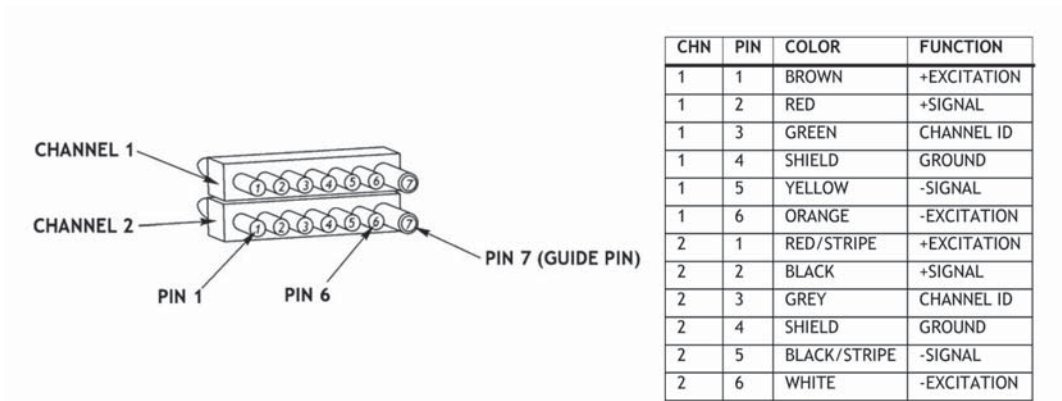 CHANNEL 1
1 2 3 4 5 6 7
CHANNEL 2
1 2 3 4 5 6 7
PIN 7 (GUIDE PIN)
PIN 1
PIN 6
CHN PIN COLOR FUNCTION
1 1 BROWN +EXCITATION
1 2 RED +SIGNAL
1 3 GREEN CHANNEL ID
1 4 SHIELD GROUND
1 5 YELLOW -SIGNAL
1 6 ORANGE -EXCITATION
2 1 RED/STRIPE +EXCITATION
2 2 BLACK +SIGNAL
2 3 GREY CHANNEL ID
2 4 SHIELD GROUND
2 5 BLACK/STRIPE -SIGNAL
2 6 WHITE -EXCITATION